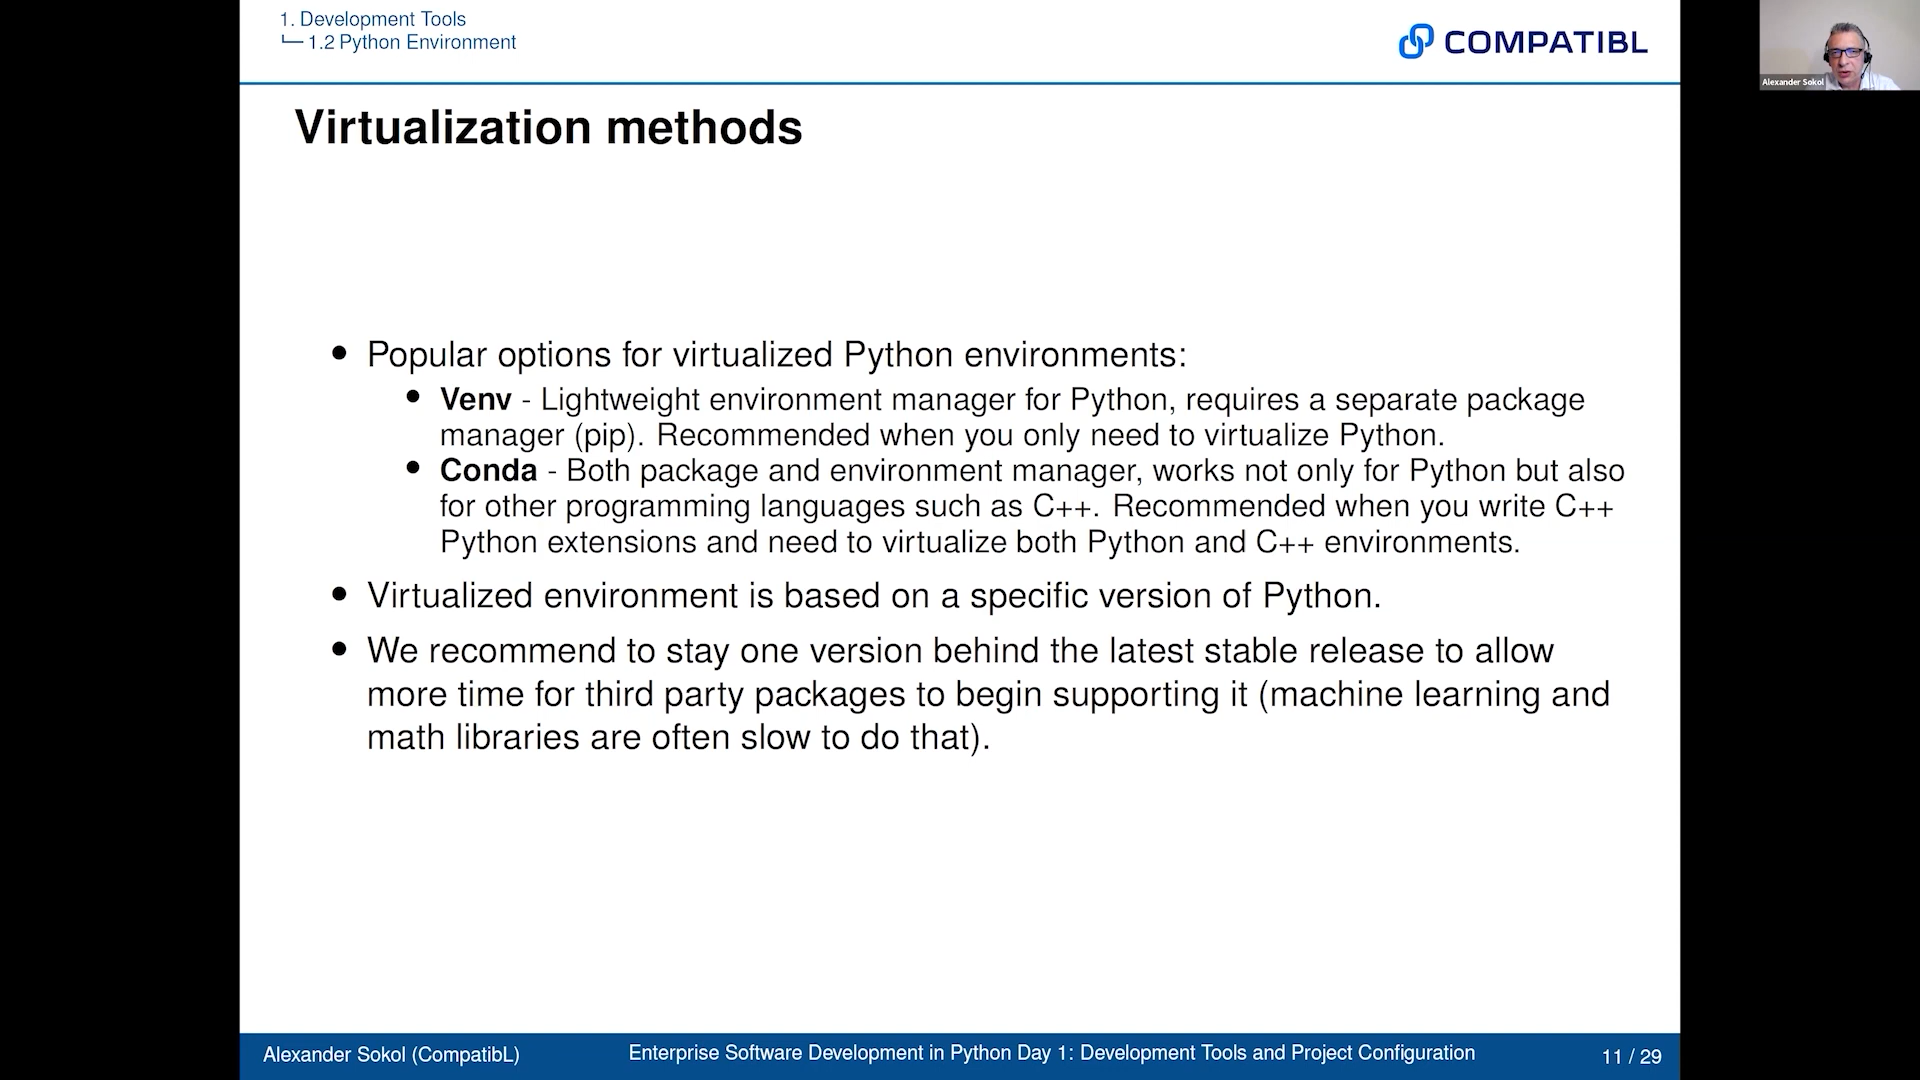 1. Development Tools
1.2 Python Environment
COMPATIBL
Alexander Sokol
Virtualization methods
• Popular options for virtualized Python environments:
• Venv - Lightweight environment manager for Python, requires a separate package
manager (pip). Recommended when you only need to virtualize Python.
• Conda - Both package and environment manager, works not only for Python but also
for other programming languages such as C++. Recommended when you write C++
Python extensions and need to virtualize both Python and C++ environments.
• Virtualized environment is based on a specific version of Python.
• We recommend to stay one version behind the latest stable release to allow
more time for third party packages to begin supporting it (machine learning and
math libraries are often slow to do that).
Alexander Sokol (CompatibL)
Enterprise Software Development in Python Day 1: Development Tools and Project Configuration
11 / 29